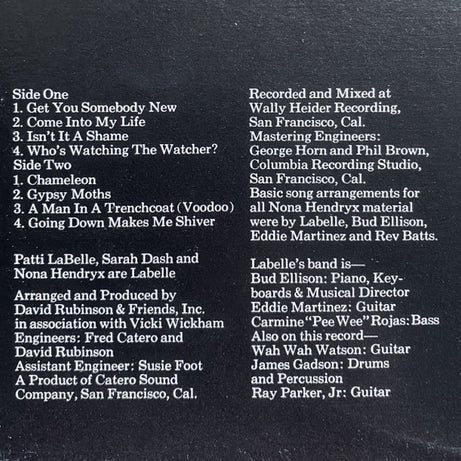 Side One
1. Get You Somebody New
2. Come Into My Life
3. Isn't It A Shame
4. Who's Watching The Watcher?
Side Two
1. Chameleon
2. Gypsy Moths
3. A Man In A Trenchcoat (Voodoo)
4. Going Down Makes Me Shiver
Patti LaBelle, Sarah Dash and
Nona Hendryx are Labelle
Arranged and Produced by
David Rubinson & Friends, Inc.
in association with Vicki Wickham
Engineers: Fred Catero and
David Rubinson
Assistant Engineer: Susie Foot
A Product of Catero Sound
Company, San Francisco, Cal.
Recorded and Mixed at
Wally Heider Recording,
San Francisco, Cal.
Mastering Engineers:
George Horn and Phil Brown,
Columbia Recording Studio,
San Francisco, Cal.
Basic song arrangements for
all Nona Hendryx material
were by Labelle, Bud Ellison,
Eddie Martinez and Rev Batts.
Labelle's band is—
Bud Ellison: Piano, Key-
boards & Musical Director
Eddie Martinez: Guitar
Carmine "Pee Wee" Rojas: Bass
Also on this record—
Wah Wah Watson: Guitar
James Gadson: Drums
and Percussion
Ray Parker, Jr: Guitar